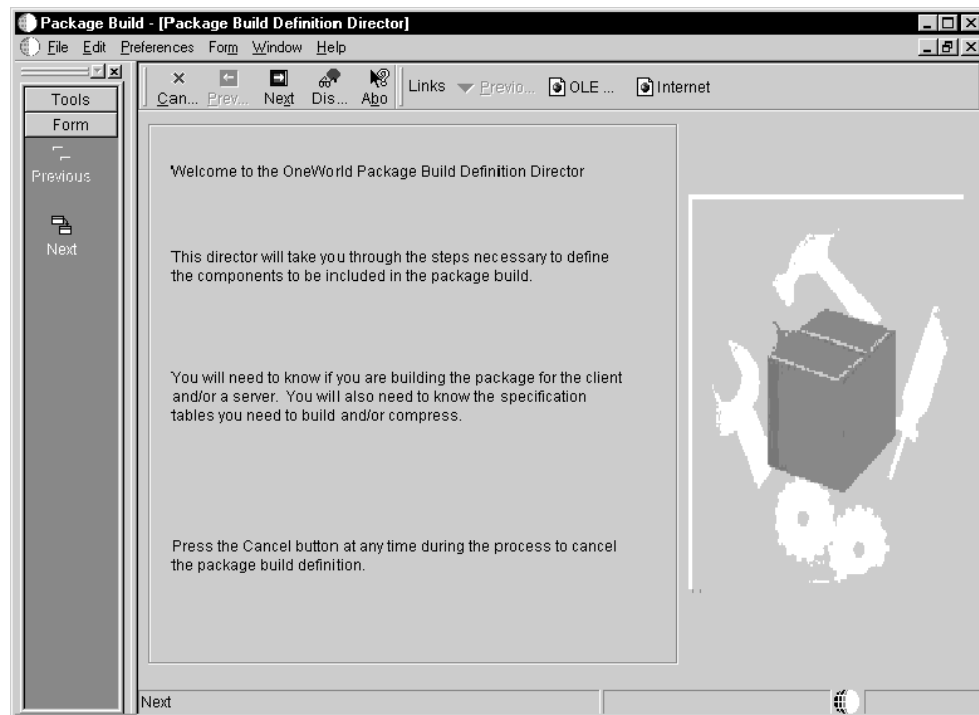 Package Build - [Package Build Definition Director]
File Edit Preferences Form Window Help
Tools
Form
Previous
Next
Can... Prev... Next Dis... Abo
Links Previo... OLE ... Internet
Welcome to the OneWorld Package Build Definition Director
This director will take you through the steps necessary to define
the components to be included in the package build.
You will need to know if you are building the package for the client
and/or a server. You will also need to know the specification
tables you need to build and/or compress.
Press the Cancel button at any time during the process to cancel
the package build definition.
Next